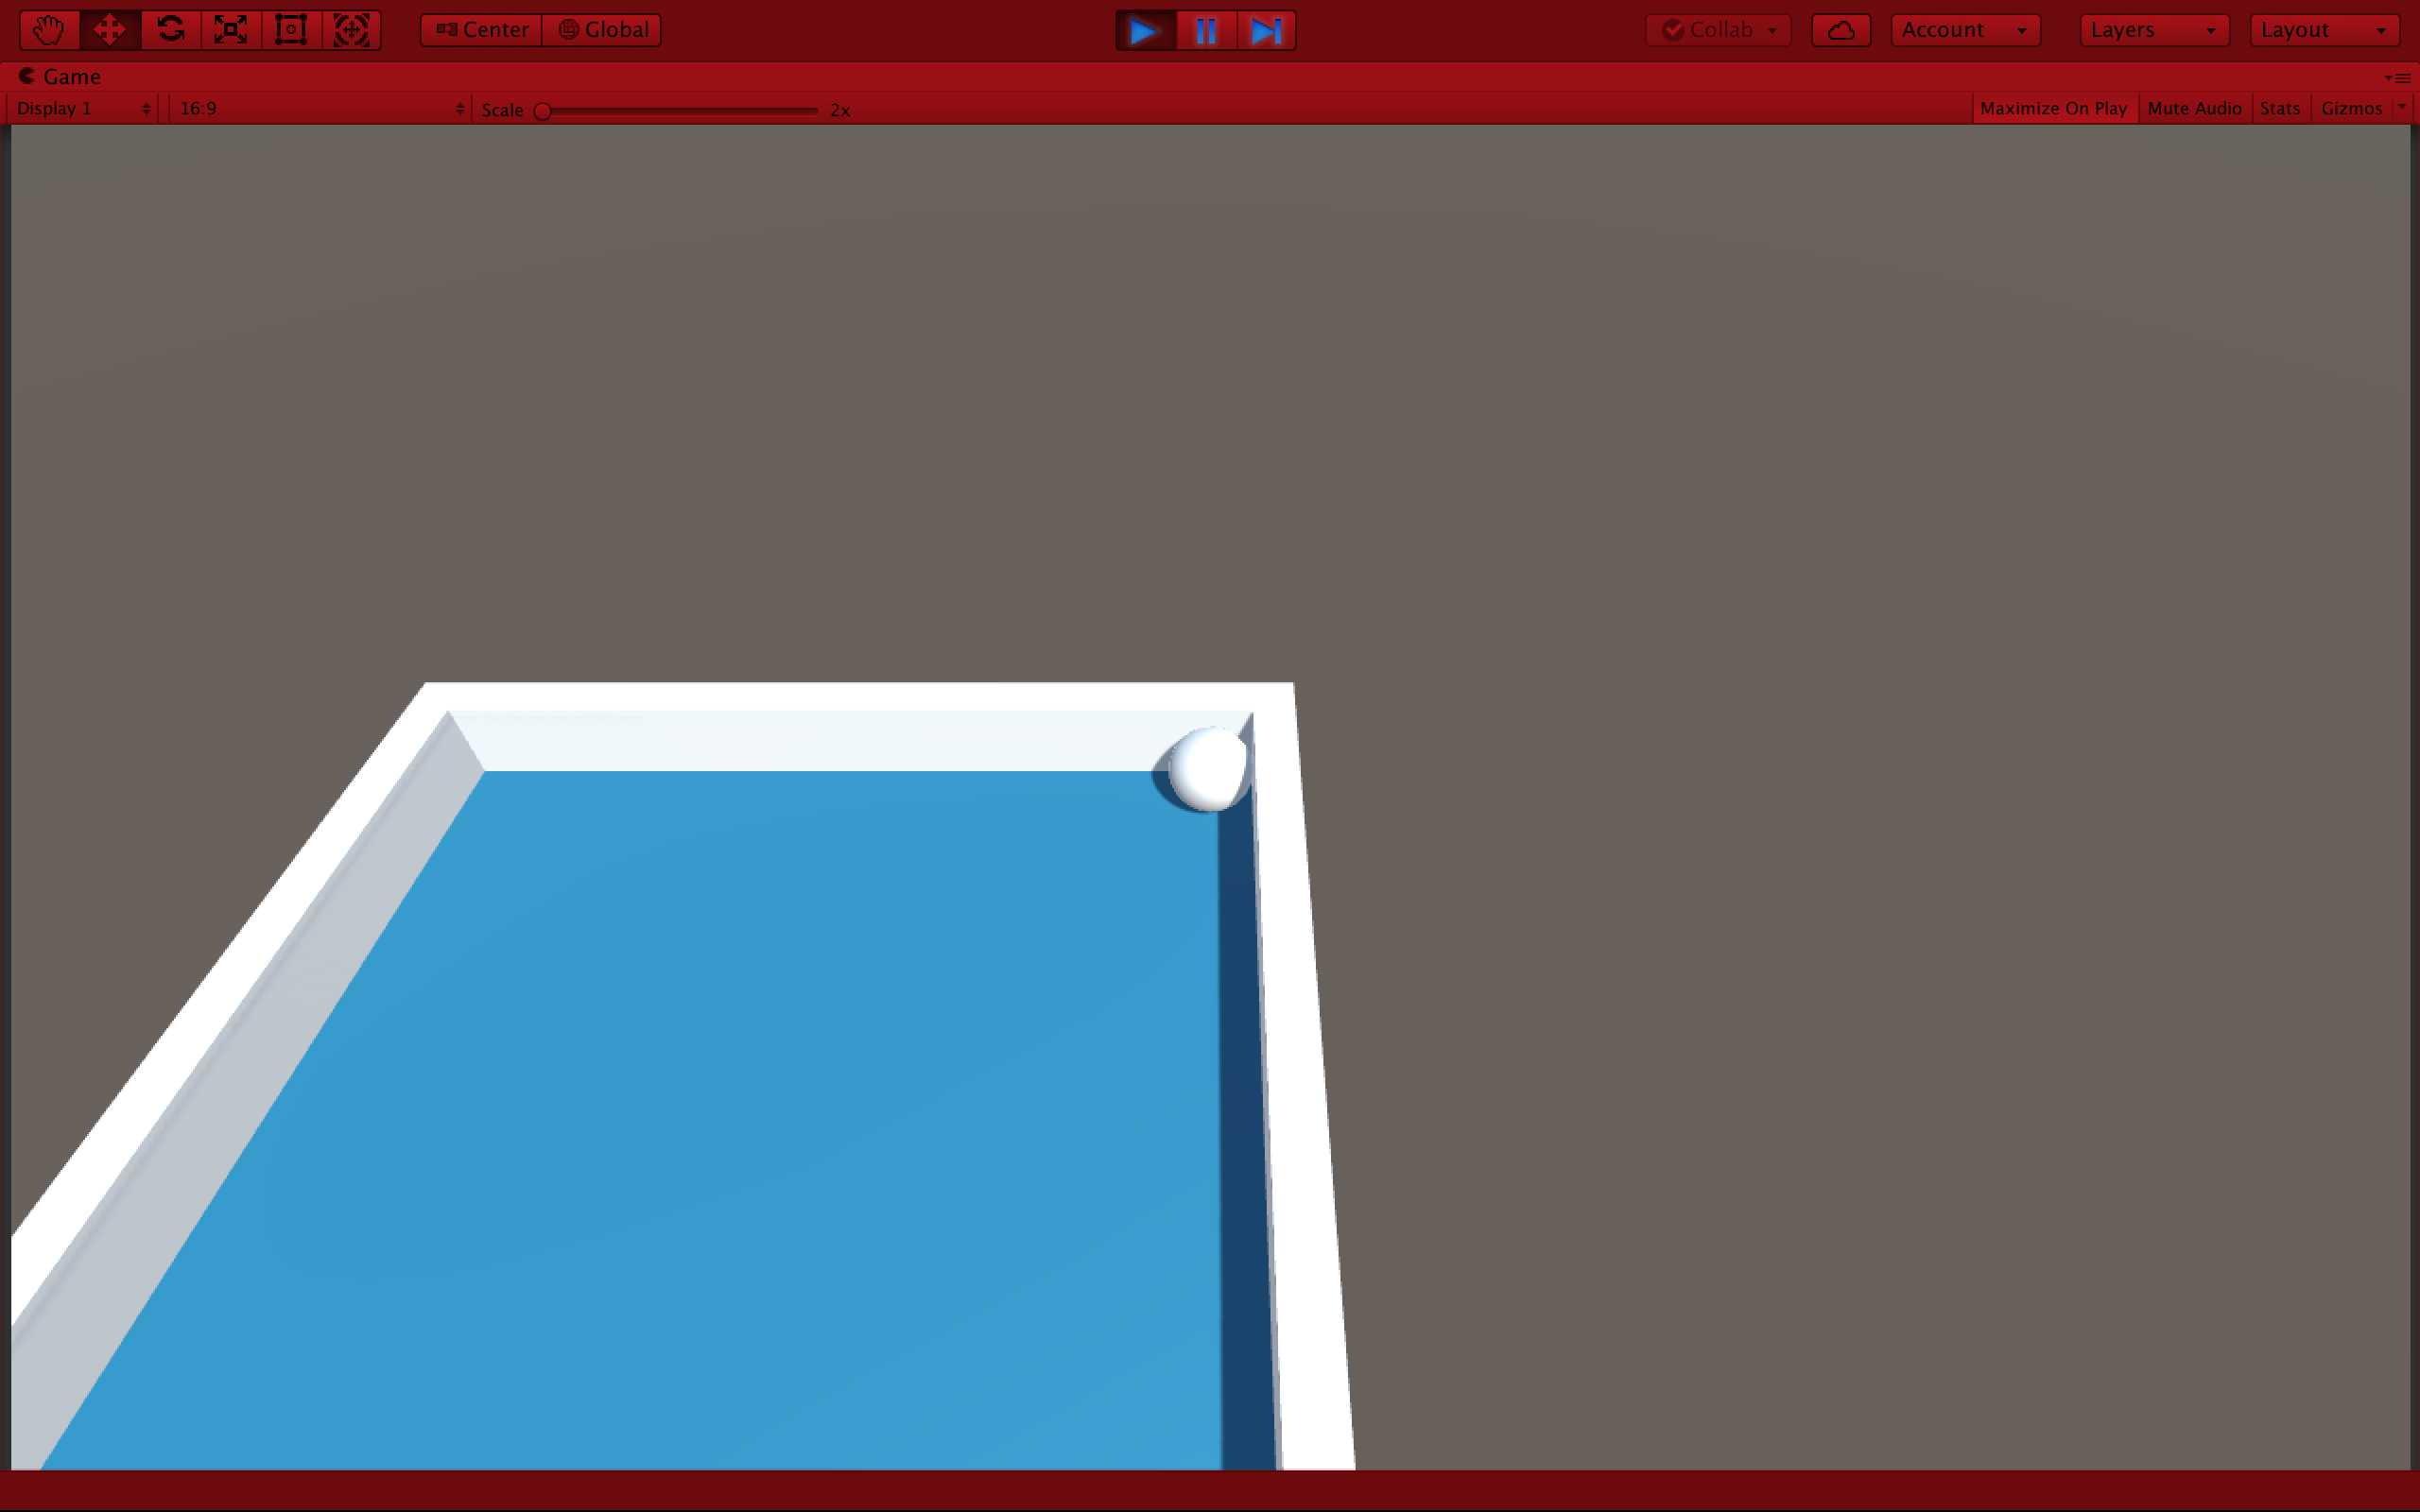 Center Global Collab Account Layers Layout
Game
Display 1 16:9 Scale 2x Maximize On Play Mute Audio Stats Gizmos